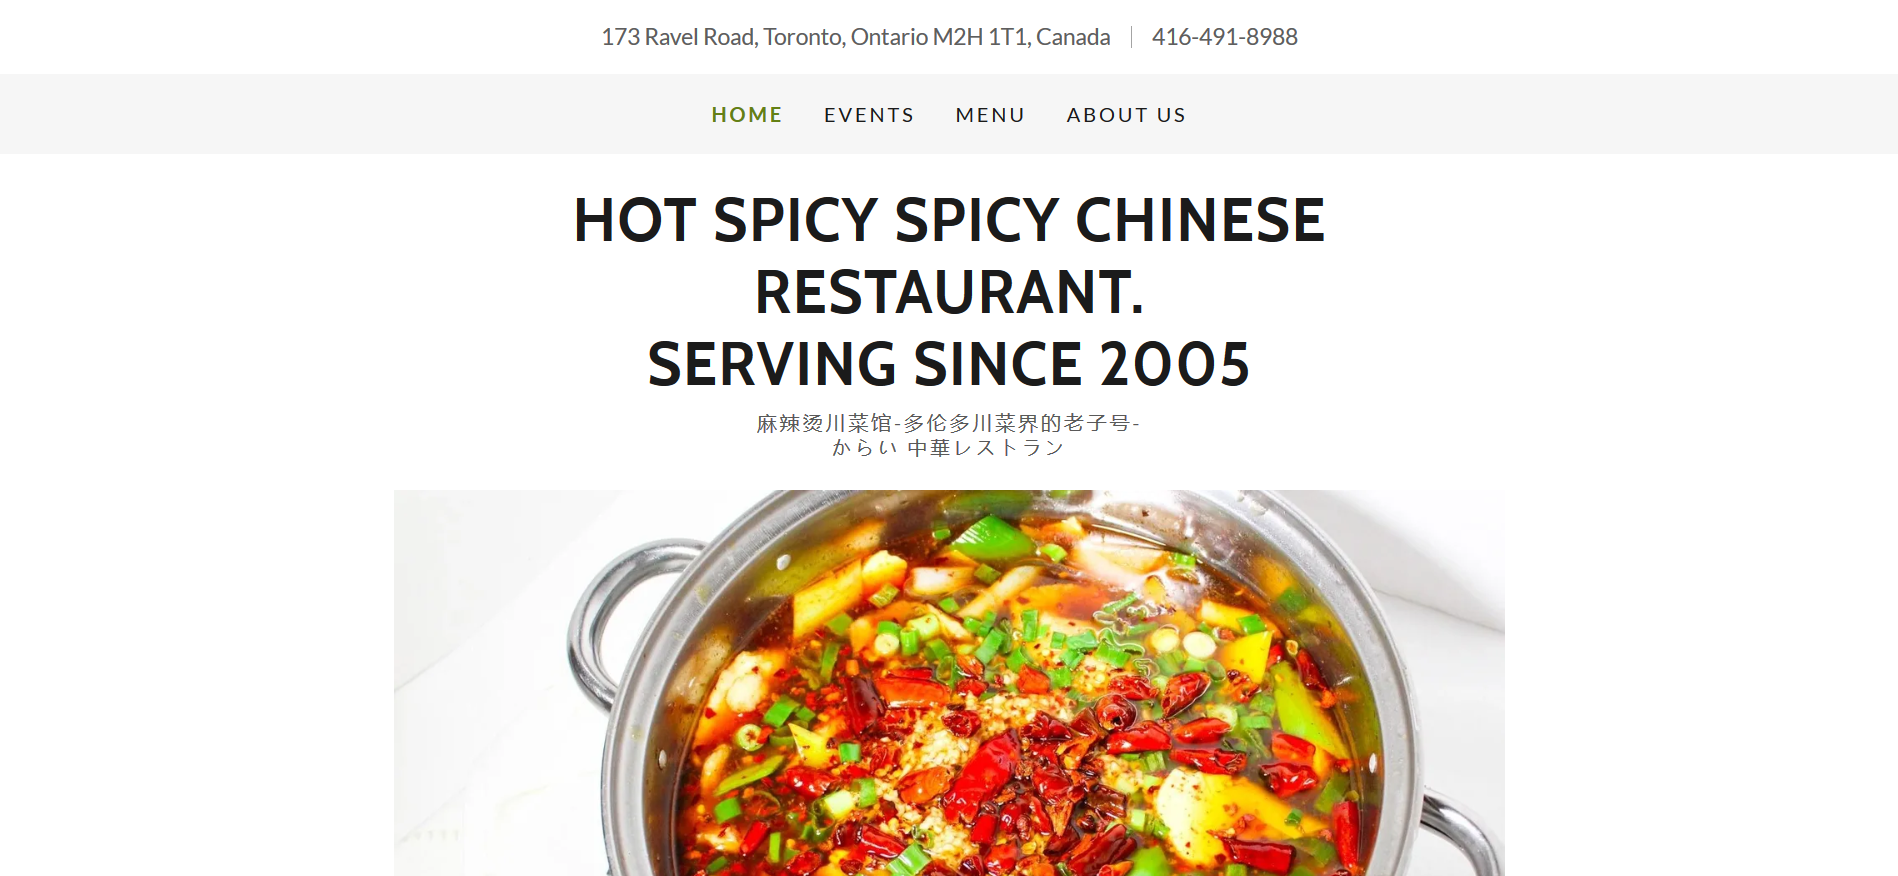 173 Ravel Road, Toronto, Ontario M2H 1T1, Canada 416-491-8988
HOME EVENTS MENU ABOUT US
HOT SPICY SPICY CHINESE
RESTAURANT.
SERVING SINCE 2005
麻辣烫川菜馆-多伦多川菜界的老子号-
からい 中華レストラン